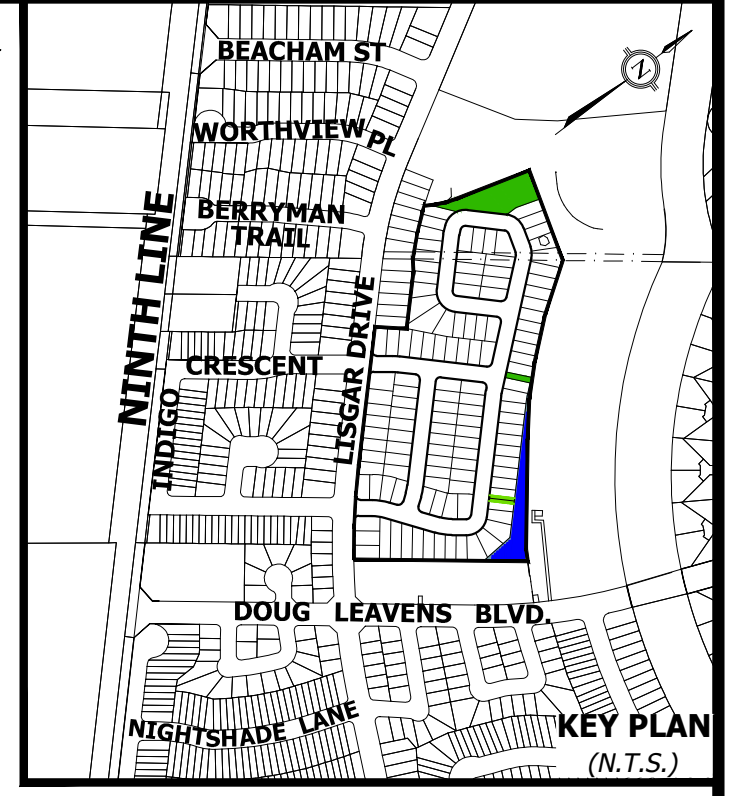 BEACHAM ST
WORTHVIEW PL
BERRYMAN
TRAIL
NINTH LINE
LISGAR DRIVE
CRESCENT
INDIGO
DOUG LEAVENS BLVD.
NIGHTSHADE LANE
KEY PLAN
(N.T.S.)
N